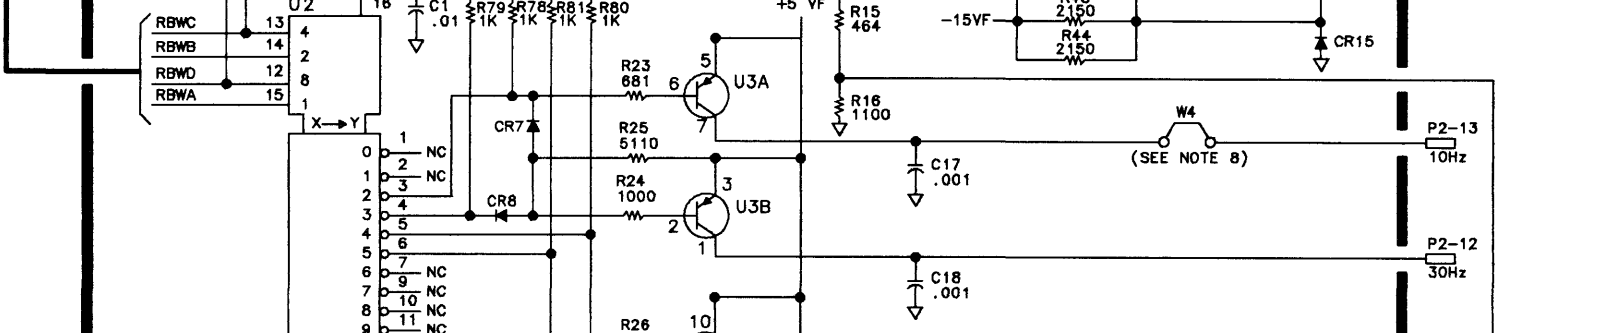 U2
16
C1
.01
R79
1K
R78
1K
R81
1K
R80
1K
+5 VF
R15
464
-15VF
2150
R44
2150
CR15
RBWC 13 4
RBWB 14 2
RBWD 12 8
RBWA 15 1
X→Y
R23
681
6
5
U3A
7
R16
1100
W4
(SEE NOTE 8)
P2-13
10Hz
CR7
R25
5110
C17
.001
R24
1000
CR8
3
U3B
2
1
C18
.001
P2-12
30Hz
0 1 NC
1 2 NC
2 3
3 4
4 5
5 6
6 7 NC
7 9 NC
8 10 NC
9 11 NC
R26
10